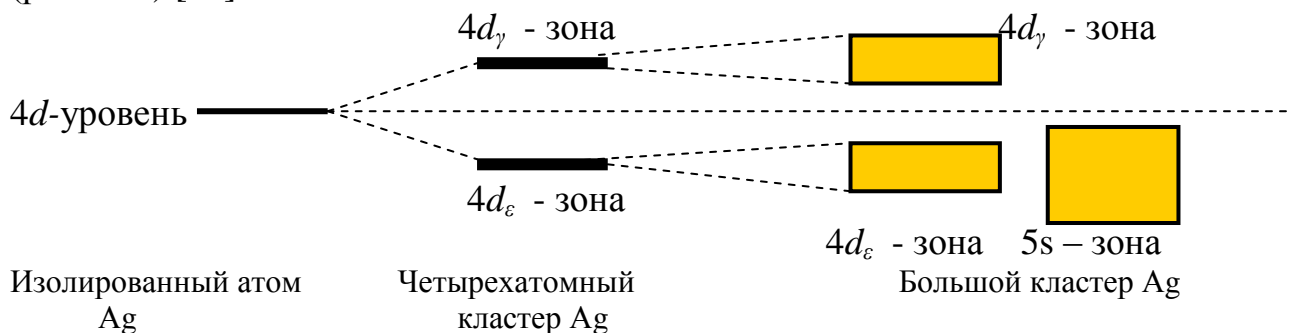 4dᵧ - зона
4dᵧ - зона
4d-уровень
4dε - зона
4dε - зона
5s – зона
Изолированный атом
Ag
Четырехатомный
кластер Ag
Большой кластер Ag